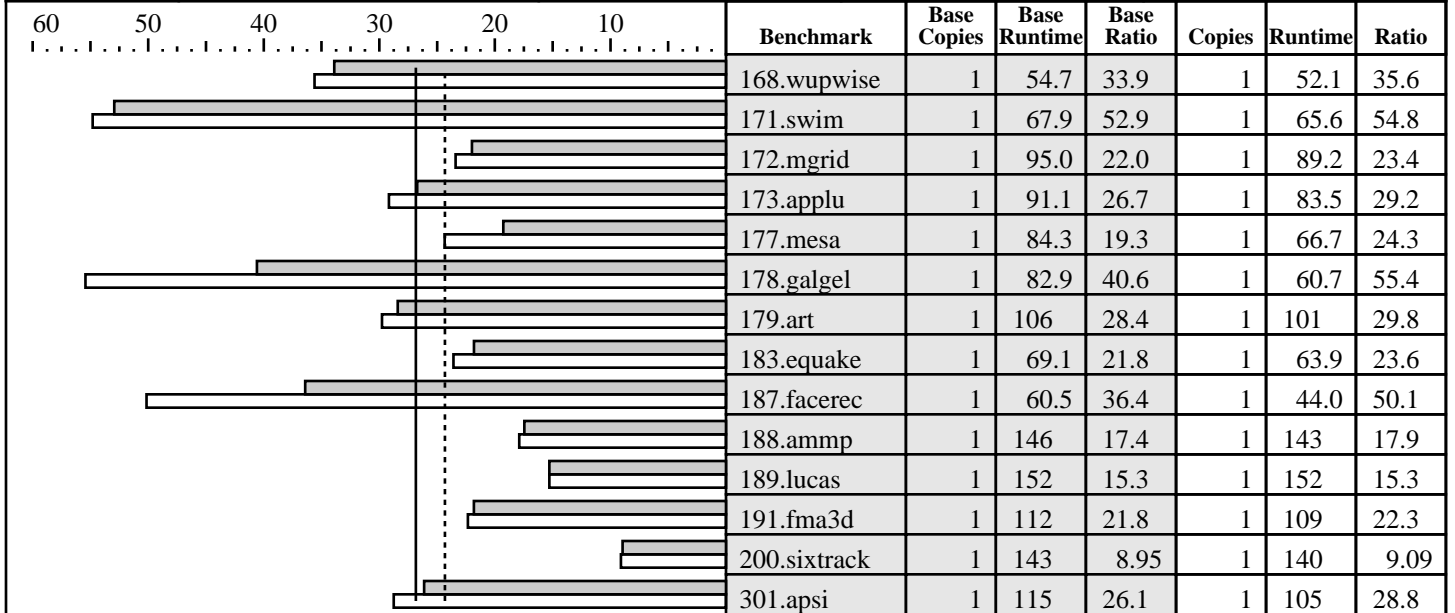 60 50 40 30 20 10
Benchmark Base Copies Base Runtime Base Ratio Copies Runtime Ratio
168.wupwise 1 54.7 33.9 1 52.1 35.6
171.swim 1 67.9 52.9 1 65.6 54.8
172.mgrid 1 95.0 22.0 1 89.2 23.4
173.applu 1 91.1 26.7 1 83.5 29.2
177.mesa 1 84.3 19.3 1 66.7 24.3
178.galgel 1 82.9 40.6 1 60.7 55.4
179.art 1 106 28.4 1 101 29.8
183.equake 1 69.1 21.8 1 63.9 23.6
187.facerec 1 60.5 36.4 1 44.0 50.1
188.ammp 1 146 17.4 1 143 17.9
189.lucas 1 152 15.3 1 152 15.3
191.fma3d 1 112 21.8 1 109 22.3
200.sixtrack 1 143 8.95 1 140 9.09
301.apsi 1 115 26.1 1 105 28.8